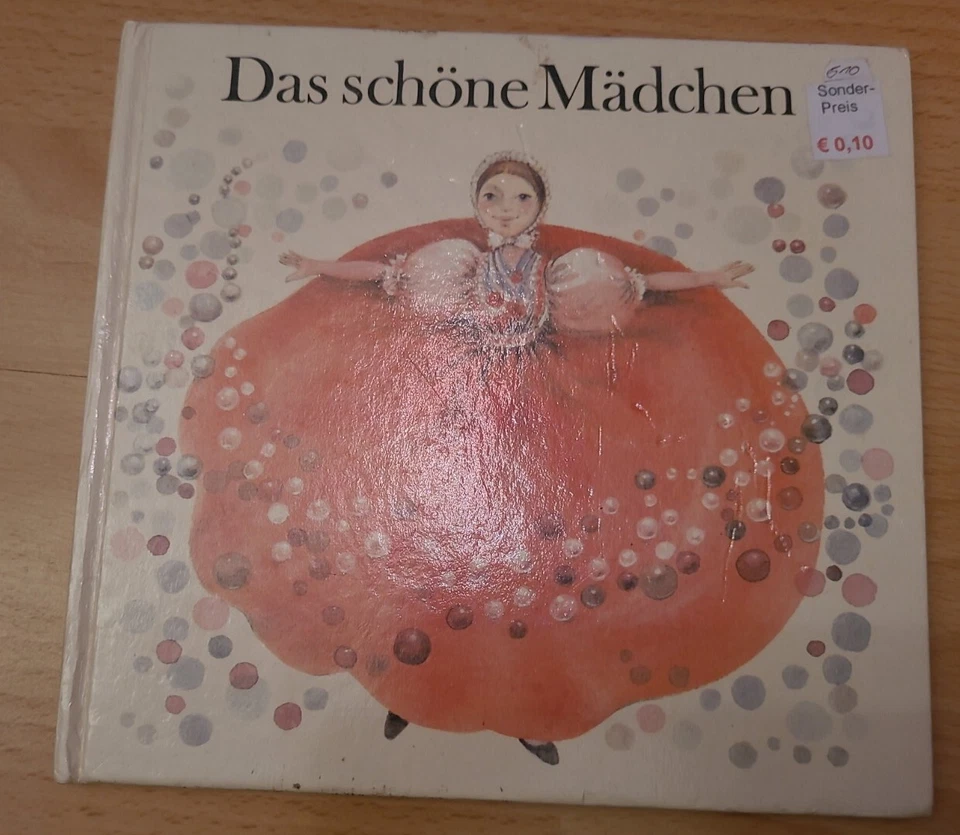 Das schöne Mädchen
Sonder-
Preis
€ 0,10